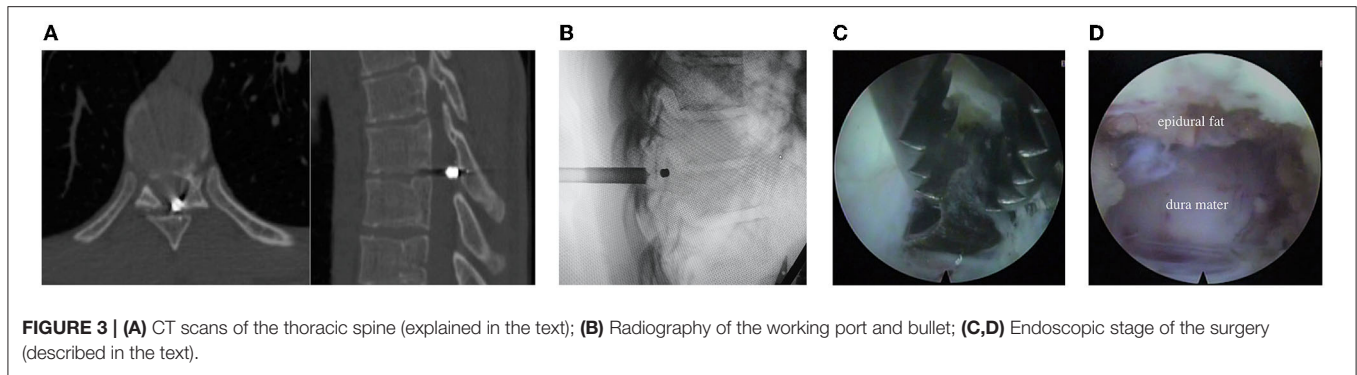 A
B
C
D
epidural fat
dura mater
FIGURE 3 | (A) CT scans of the thoracic spine (explained in the text); (B) Radiography of the working port and bullet; (C,D) Endoscopic stage of the surgery
(described in the text).